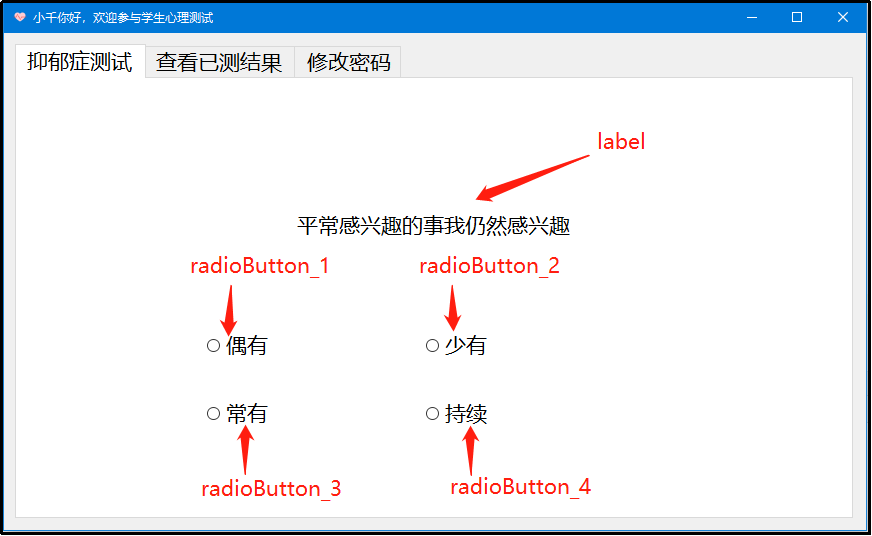 小千你好，欢迎参与学生心理测试
抑郁症测试 查看已测结果 修改密码
label
平常感兴趣的事我仍然感兴趣
radioButton_1 radioButton_2
偶有 少有
常有 持续
radioButton_3 radioButton_4